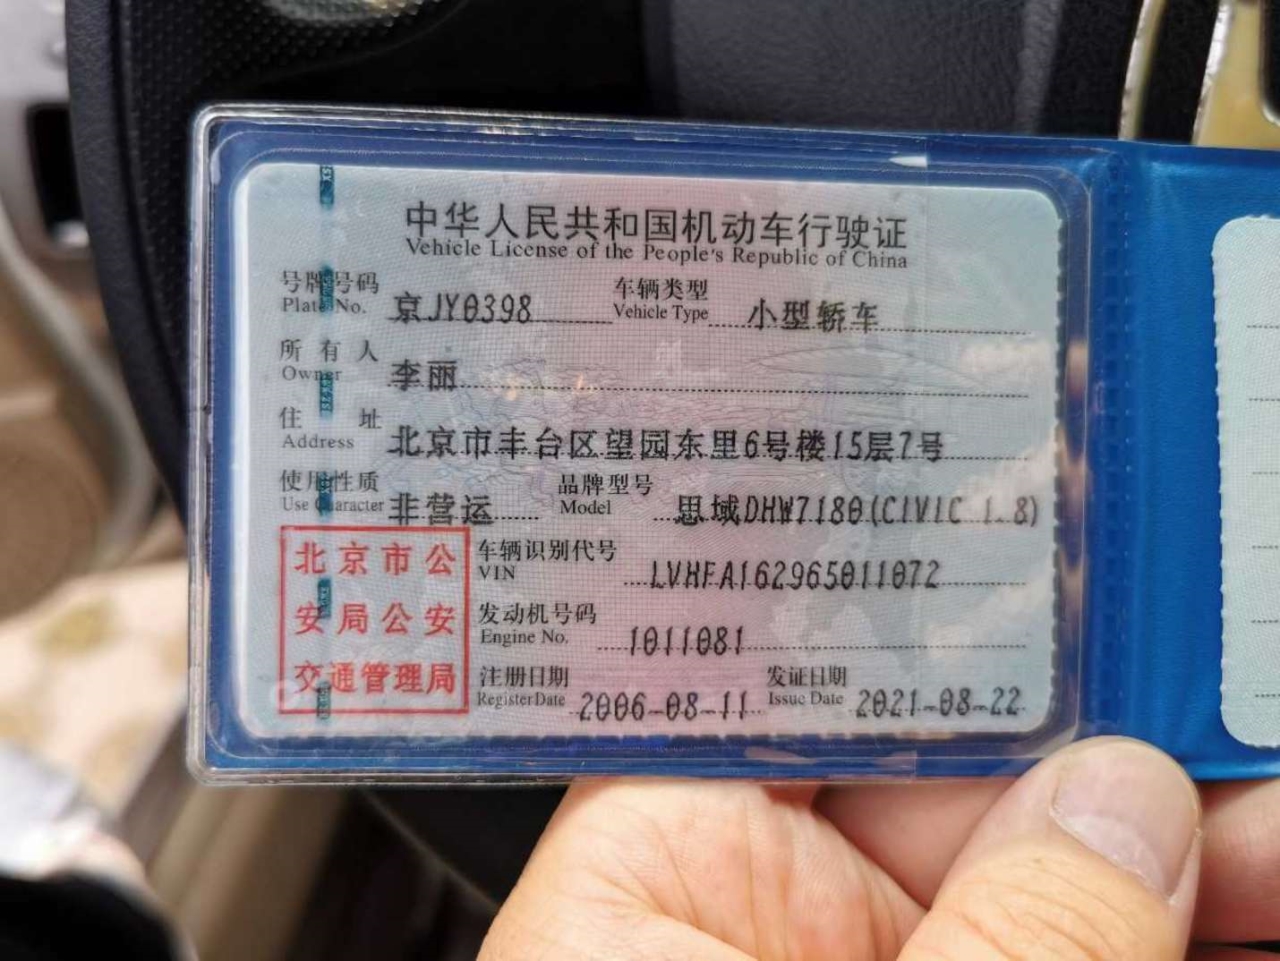 中华人民共和国机动车行驶证
Vehicle License of the People's Republic of China
号牌号码 京JY0398 车辆类型 小型轿车
Plate No. Vehicle Type
所有人 李丽
Owner
住址 北京市丰台区望园东里6号楼15层7号
Address
使用性质 非营运 品牌型号 思域DHW7180(CIVIC 1.8)
Use Character Model
北京市公
安局公安
交通管理局
车辆识别代号 LVHFA162965011072
VIN
发动机号码 1011081
Engine No.
注册日期 2006-08-11 发证日期 2021-08-22
Register Date Issue Date